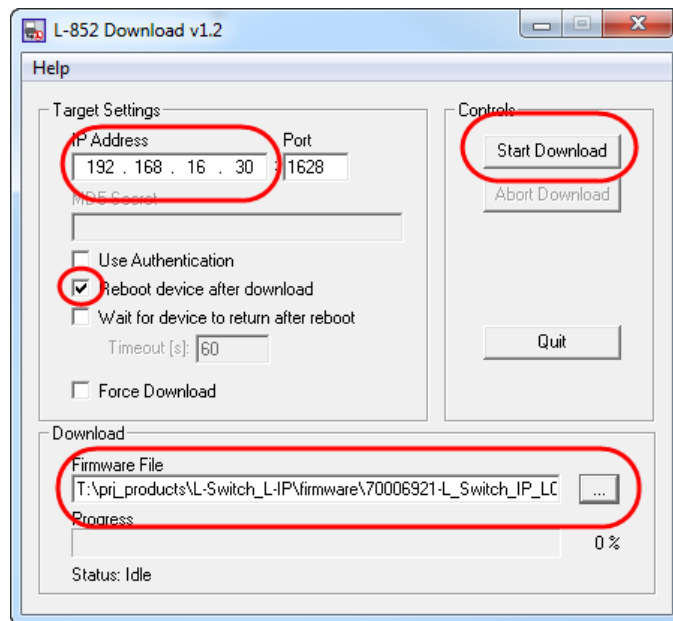 L-852 Download v1.2
Help
Target Settings
IP Address Port
192 . 168 . 16 . 30 : 1628
MD5 Secret
Use Authentication
Reboot device after download
Wait for device to return after reboot
Timeout [s]: 60
Force Download
Controls
Start Download
Abort Download
Quit
Download
Firmware File
T:\prj_products\L-Switch_L-IP\firmware\70006921-L_Switch_IP_LC ...
Progress
0 %
Status: Idle